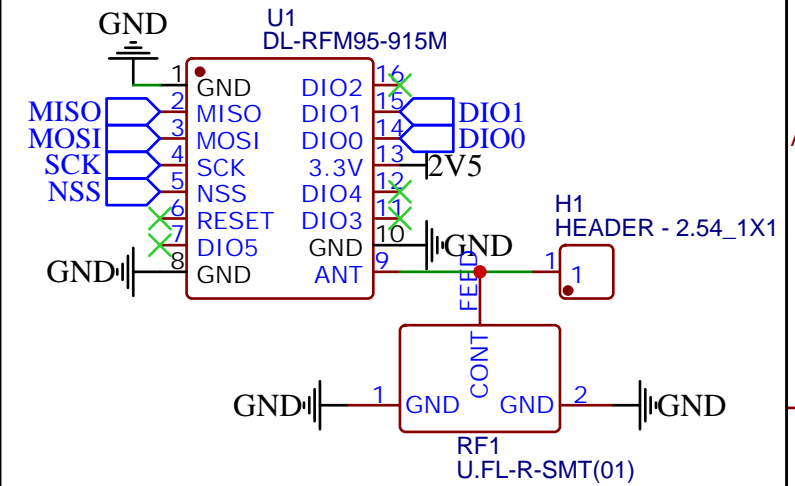 GND
U1
DL-RFM95-915M
1 GND DIO2 16
MISO 2 MISO DIO1 15 DIO1
MOSI 3 MOSI DIO0 14 DIO0
SCK 4 SCK 3.3V 13 2V5
NSS 5 NSS DIO4 12
6 RESET DIO3 11
7 DIO5 GND 10 GND
GND 8 GND ANT 9
H1
HEADER - 2.54_1X1
1 1
FEED
CONT
GND 1 GND GND 2 GND
RF1
U.FL-R-SMT(01)